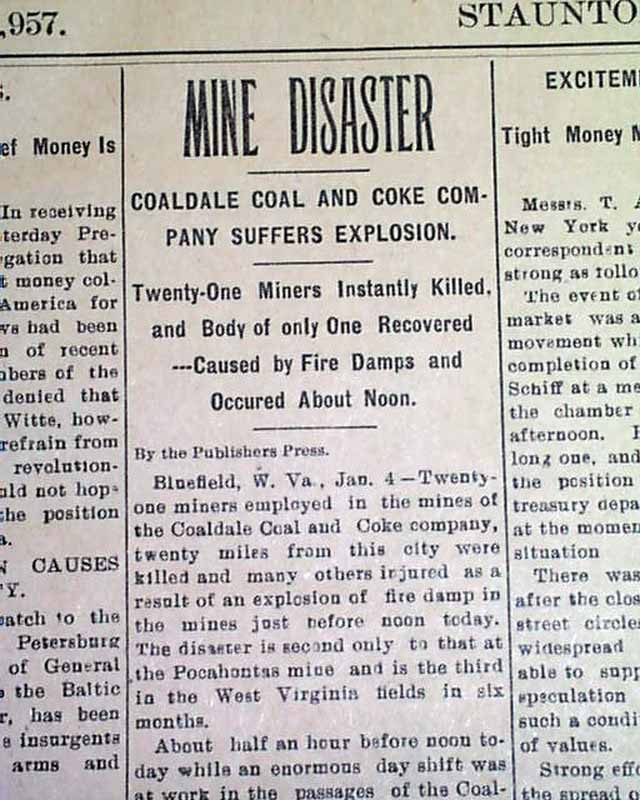 ,957.
STAUNTO
s.
ef Money Is
In receiving
terday Pre-
gation that
t money col-
America for
ws had been
n of recent
bers of the
denied that
Witte, how-
refrain from
revolution-
uld not hop-
the position
a.
CAUSES
Y.
patch to the
Petersburg
of General
the Baltic
r, has been
e insurgents
arms and
MINE DISASTER
COALDALE COAL AND COKE COM-
PANY SUFFERS EXPLOSION.
Twenty-One Miners Instantly Killed,
and Body of only One Recovered
---Caused by Fire Damps and
Occured About Noon.
By the Publishers Press.
Bluefield, W. Va., Jan. 4—Twenty-
one miners employed in the mines of
the Coaldale Coal and Coke company,
twenty miles from this city were
killed and many others injured as a
result of an explosion of fire damp in
the mines just before noon today.
The disaster is second only to that at
the Pocahontas mine and is the third
in the West Virginia fields in six
months.
About half an hour before noon to-
day while an enormous day shift was
at work in the passages of the Coal-
EXCITEM
Tight Money M
Messrs. T. A
New York y
correspondent
strong as follo
The event of
market was a
movement whi
completion of
Schiff at a me
the chamber
afternoon.
long one, and
the position
treasury depa
at the momen
situation
There was
after the clos
street circles
widespread
able to supp
speculation
such a condi
of values.
Strong effo
the spread o